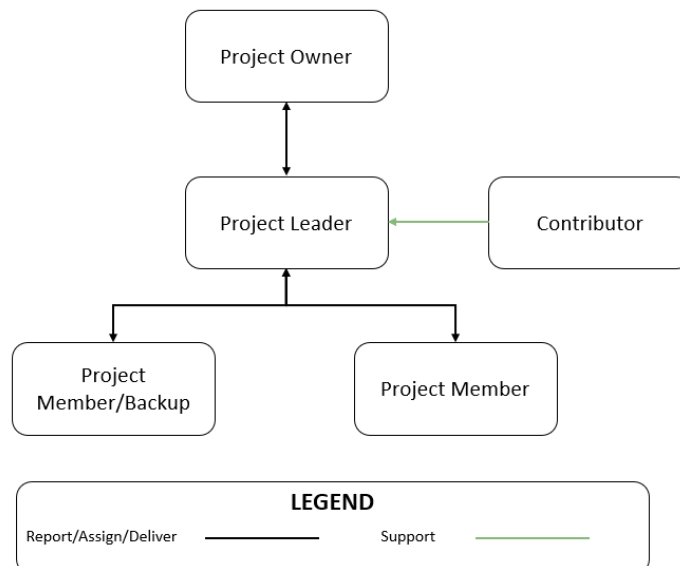 Project Owner
Project Leader
Contributor
Project
Member/Backup
Project Member
LEGEND
Report/Assign/Deliver
Support